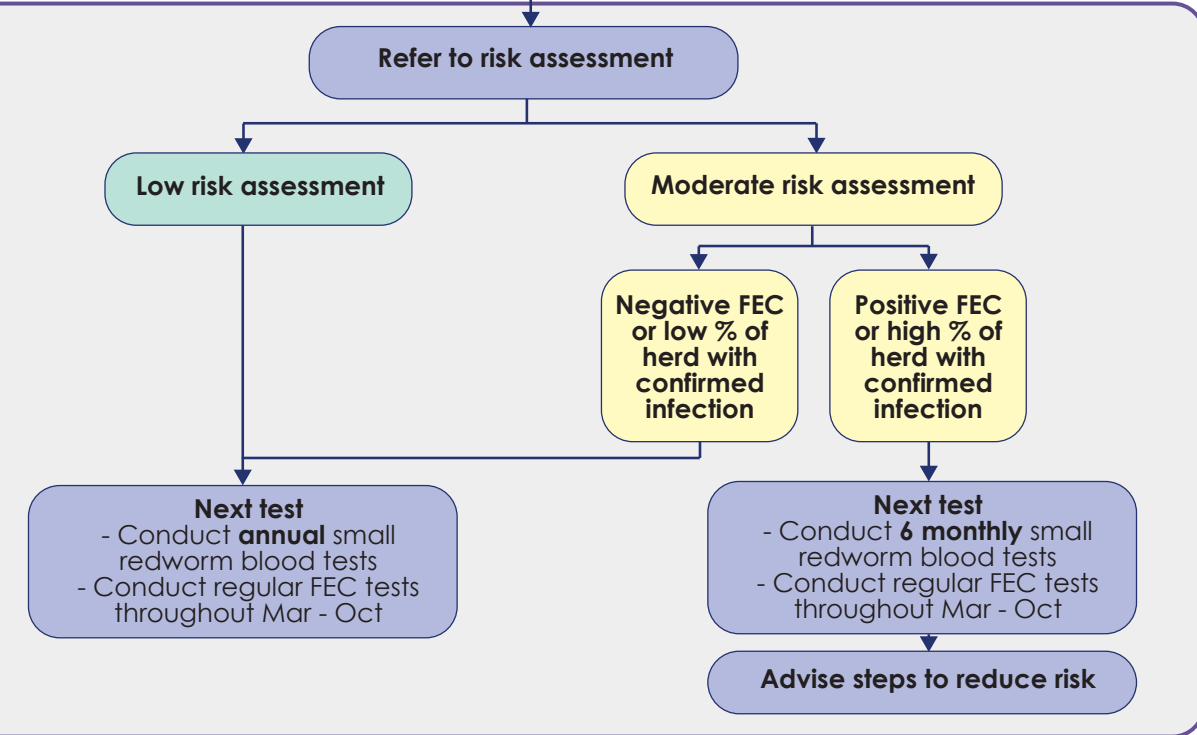 Refer to risk assessment
Low risk assessment
Moderate risk assessment
Negative FEC
or low % of
herd with
confirmed
infection
Positive FEC
or high % of
herd with
confirmed
infection
Next test
- Conduct annual small
redworm blood tests
- Conduct regular FEC tests
throughout Mar - Oct
Next test
- Conduct 6 monthly small
redworm blood tests
- Conduct regular FEC tests
throughout Mar - Oct
Advise steps to reduce risk